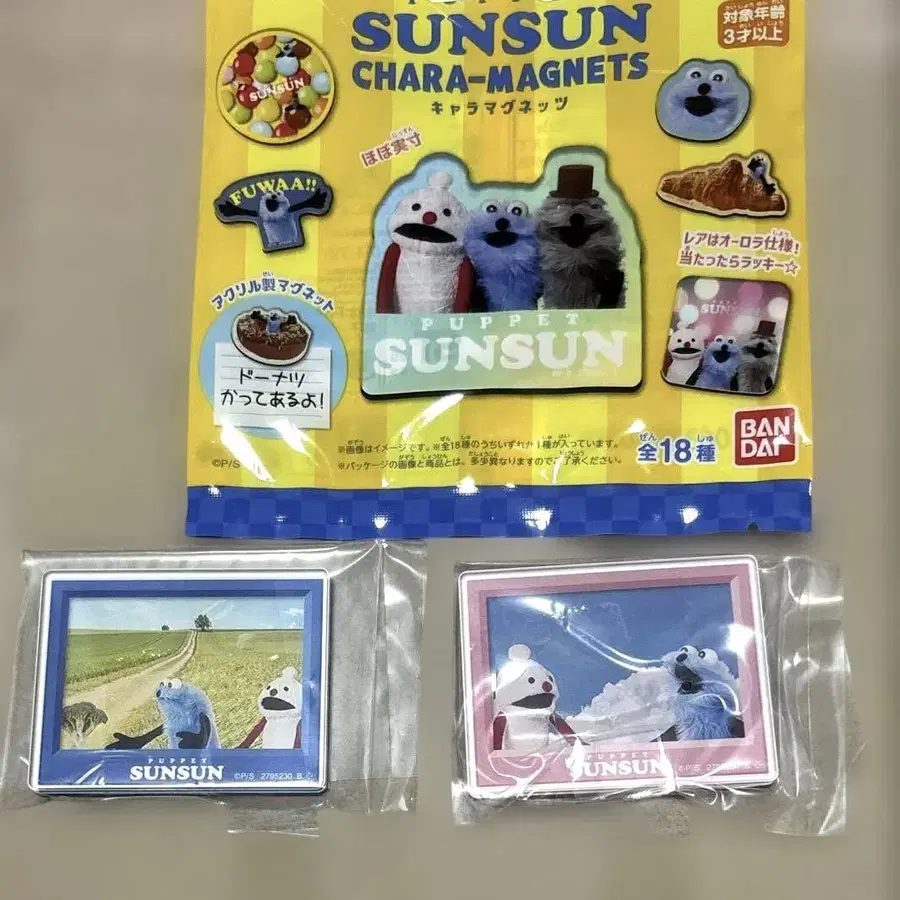 PUPPET
SUNSUN
CHARA-MAGNETS
キャラマグネッツ
対象年齢
3才以上
SUNSUN
FUWAA!!
ほぼ実寸
アクリル製マグネット
ドーナツ
かってあるよ!
PUPPET
SUNSUN
レアはオーロラ仕様!
当たったらラッキー☆
SUNSUN
※画像はイメージです。※全18種のうちいずれか1種が入っています。
※パッケージの画像と商品とは、多少異なりますのでご了承ください。
©P/S
全18種
BAN
DAI
PUPPET
SUNSUN
©P/S 2795230 B
PUPPET
SUNSUN
©P/S